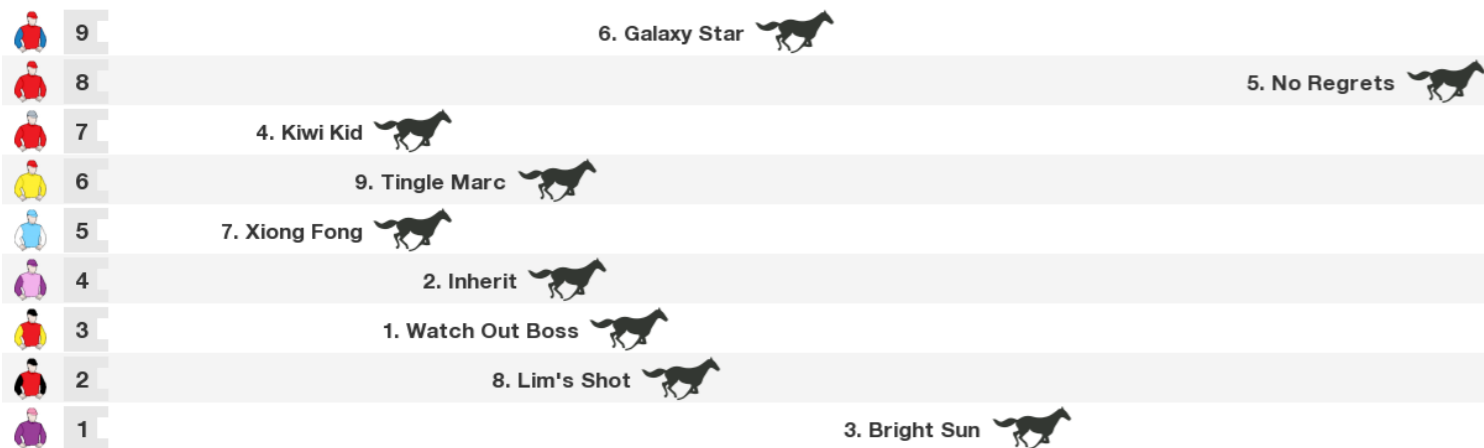 9 6. Galaxy Star
8 5. No Regrets
7 4. Kiwi Kid
6 9. Tingle Marc
5 7. Xiong Fong
4 2. Inherit
3 1. Watch Out Boss
2 8. Lim's Shot
1 3. Bright Sun